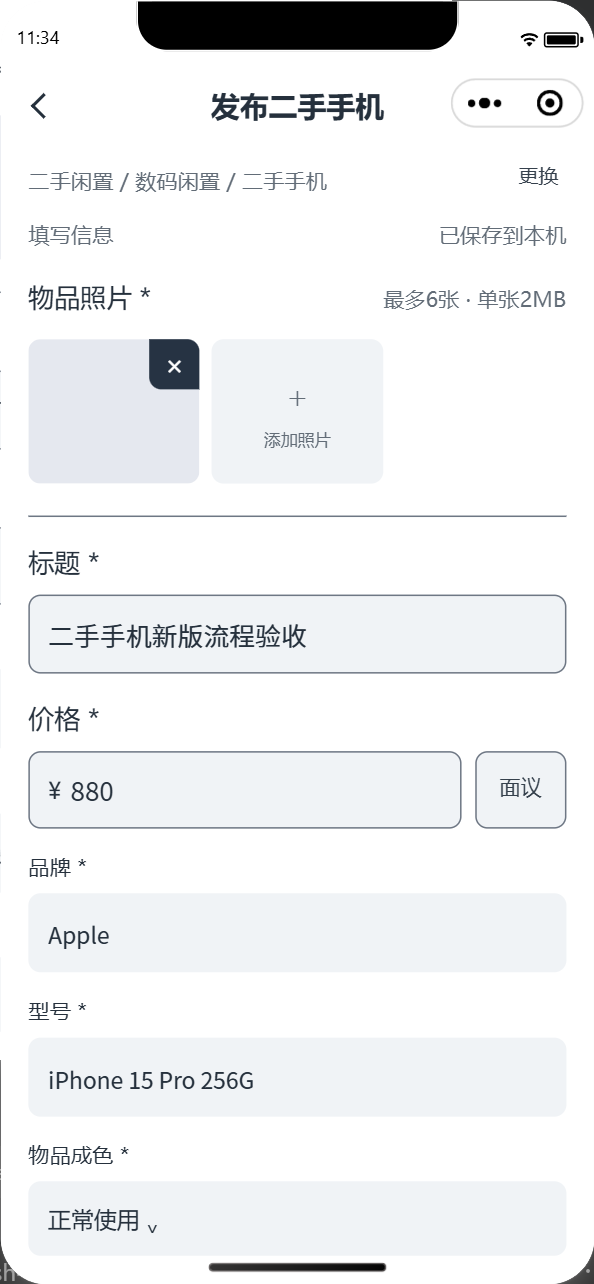 11:34
发布二手手机
二手闲置 / 数码闲置 / 二手手机 更换
填写信息 已保存到本机
物品照片 * 最多6张 · 单张2MB
×
+
添加照片
标题 *
二手手机新版流程验收
价格 *
¥ 880 面议
品牌 *
Apple
型号 *
iPhone 15 Pro 256G
物品成色 *
正常使用